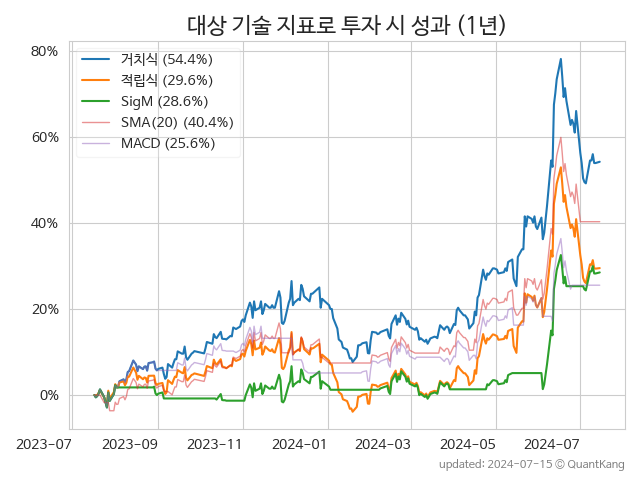 대상 기술 지표로 투자 시 성과 (1년)
80%
거치식 (54.4%)
적립식 (29.6%)
SigM (28.6%)
SMA(20) (40.4%)
MACD (25.6%)
60%
40%
20%
0%
2023-07 2023-09 2023-11 2024-01 2024-03 2024-05 2024-07
updated: 2024-07-15 © QuantKang